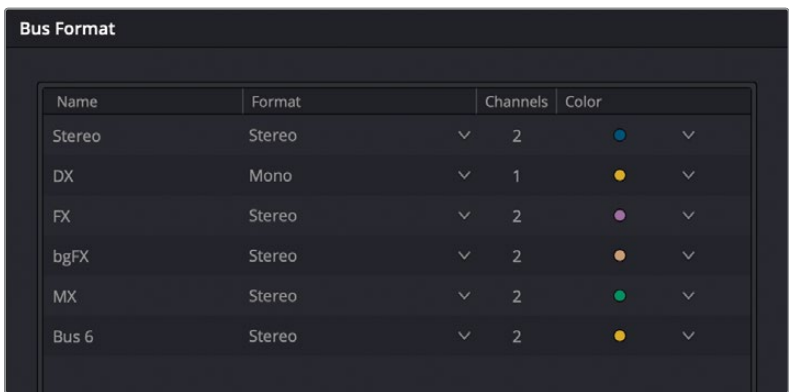 Bus Format
Name Format Channels Color
Stereo Stereo 2
DX Mono 1
FX Stereo 2
bgFX Stereo 2
MX Stereo 2
Bus 6 Stereo 2